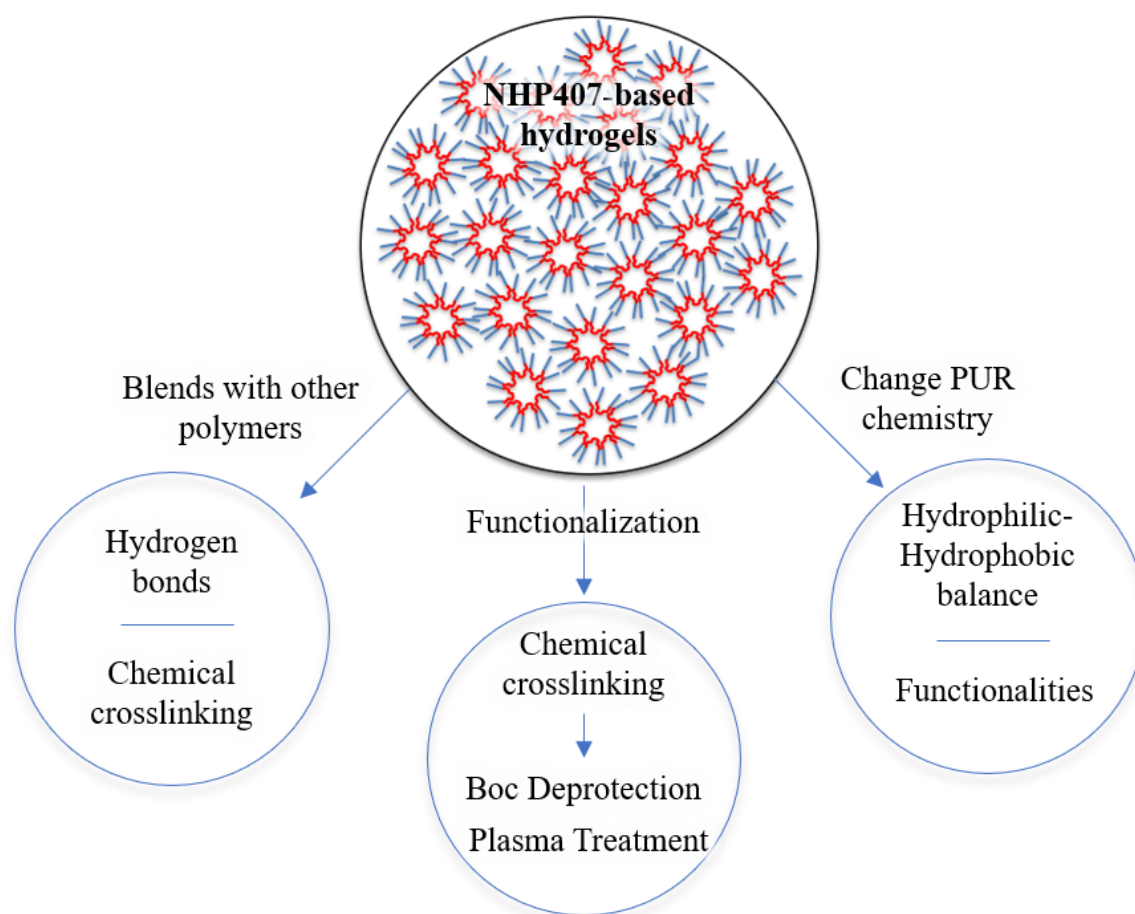 NHP407-based
hydrogels
Blends with other
polymers
Change PUR
chemistry
Functionalization
Hydrogen
bonds
Chemical
crosslinking
Chemical
crosslinking
Boc Deprotection
Plasma Treatment
Hydrophilic-
Hydrophobic
balance
Functionalities